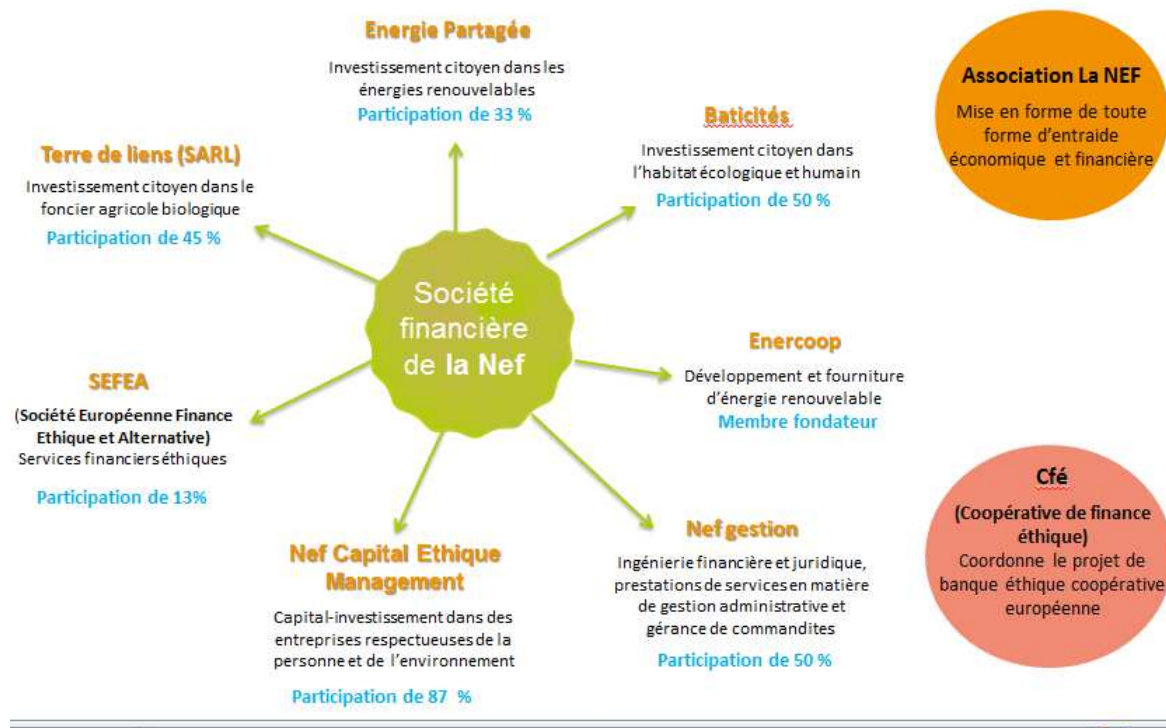 Energie Partagée
Investissement citoyen dans les
énergies renouvelables
Participation de 33 %
Association La NEF
Mise en forme de toute
forme d'entraide
économique et financière
Baticités
Investissement citoyen dans
l'habitat écologique et humain
Participation de 50 %
Terre de liens (SARL)
Investissement citoyen dans le
foncier agricole biologique
Participation de 45 %
Société
financière
de la Nef
Enercoop
Développement et fourniture
d'énergie renouvelable
Membre fondateur
SEFEA
(Société Européenne Finance
Ethique et Alternative)
Services financiers éthiques
Participation de 13%
Cfé
(Coopérative de finance
éthique)
Coordonne le projet de
banque éthique coopérative
européenne
Nef gestion
Ingénierie financière et juridique,
prestations de services en matière
de gestion administrative et
gérance de commandites
Participation de 50 %
Nef Capital Ethique
Management
Capital-investissement dans des
entreprises respectueuses de la
personne et de l'environnement
Participation de 87 %